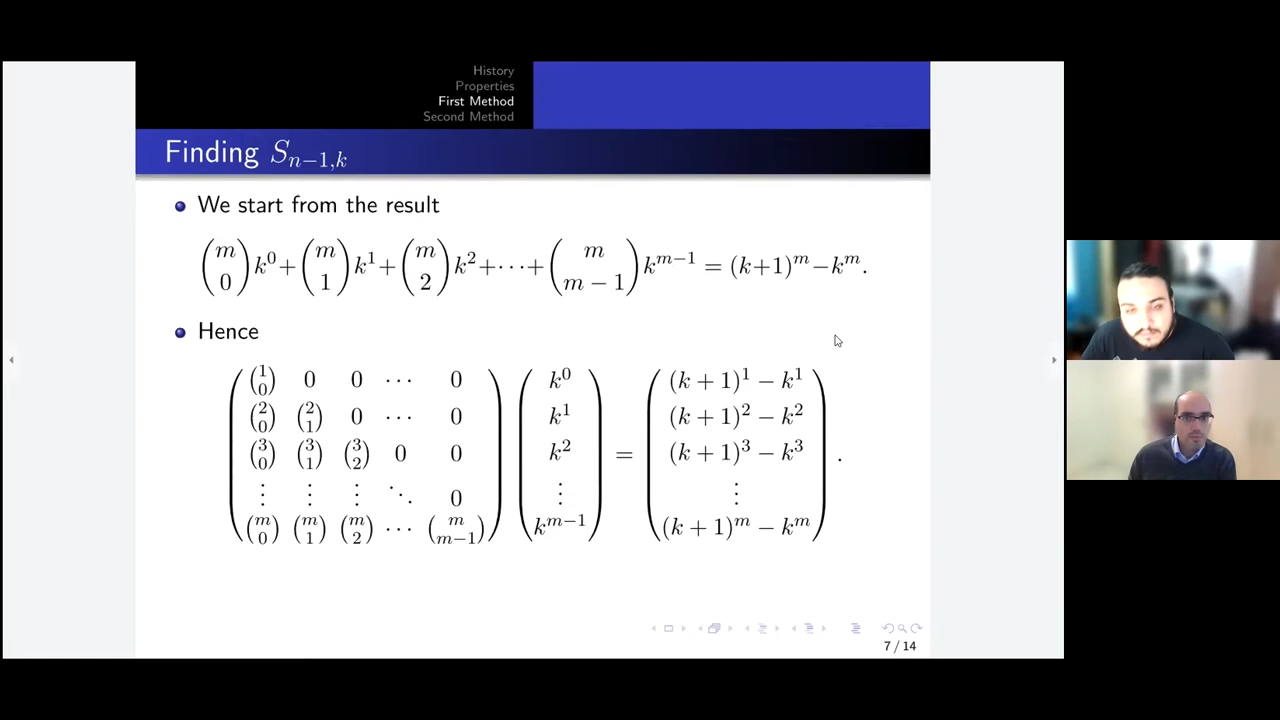 History
Properties
First Method
Second Method
Finding $S_{n-1,k}$
We start from the result
$\binom{m}{0}k^0+\binom{m}{1}k^1+\binom{m}{2}k^2+\cdots+\binom{m}{m-1}k^{m-1}=(k+1)^m-k^m.$
Hence
$\begin{pmatrix}\binom{1}{0}&0&0&\cdots&0\\\binom{2}{0}&\binom{2}{1}&0&\cdots&0\\\binom{3}{0}&\binom{3}{1}&\binom{3}{2}&0&0\\\vdots&\vdots&\vdots&\ddots&0\\\binom{m}{0}&\binom{m}{1}&\binom{m}{2}&\cdots&\binom{m}{m-1}\end{pmatrix}\begin{pmatrix}k^0\\k^1\\k^2\\\vdots\\k^{m-1}\end{pmatrix}=\begin{pmatrix}(k+1)^1-k^1\\(k+1)^2-k^2\\(k+1)^3-k^3\\\vdots\\(k+1)^m-k^m\end{pmatrix}.$
7 / 14